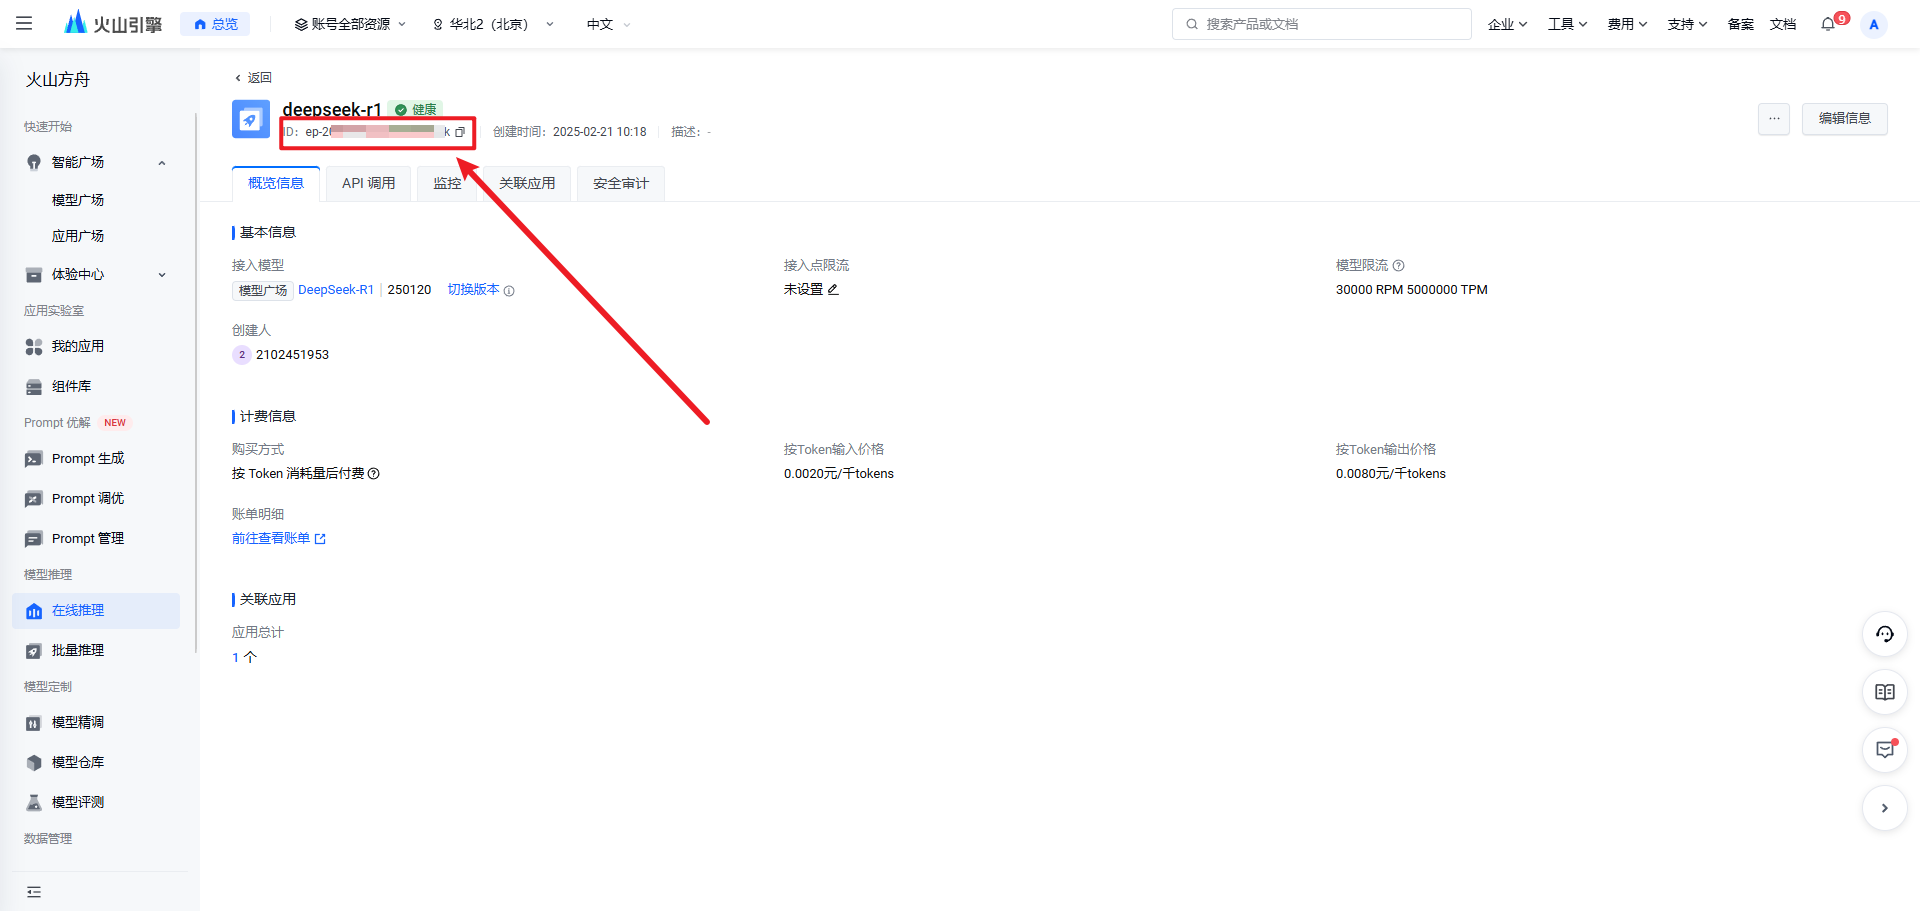 火山引擎
总览
账号全部资源
华北2（北京）
中文
搜索产品或文档
企业
工具
费用
支持
备案
文档
9
A
火山方舟
快速开始
智能广场
模型广场
应用广场
体验中心
应用实验室
我的应用
组件库
Prompt 优解 NEW
Prompt 生成
Prompt 调优
Prompt 管理
模型推理
在线推理
批量推理
模型定制
模型精调
模型仓库
模型评测
数据管理
返回
deepseek-r1 健康
ID： ep-2 k 创建时间： 2025-02-21 10:18 描述： -
... 编辑信息
概览信息 API 调用 监控 关联应用 安全审计
基本信息
接入模型
模型广场 DeepSeek-R1 | 250120 切换版本
接入点限流
未设置
模型限流
30000 RPM 5000000 TPM
创建人
2 2102451953
计费信息
购买方式
按 Token 消耗量后付费
按Token输入价格
0.0020元/千tokens
按Token输出价格
0.0080元/千tokens
账单明细
前往查看账单
关联应用
应用总计
1 个